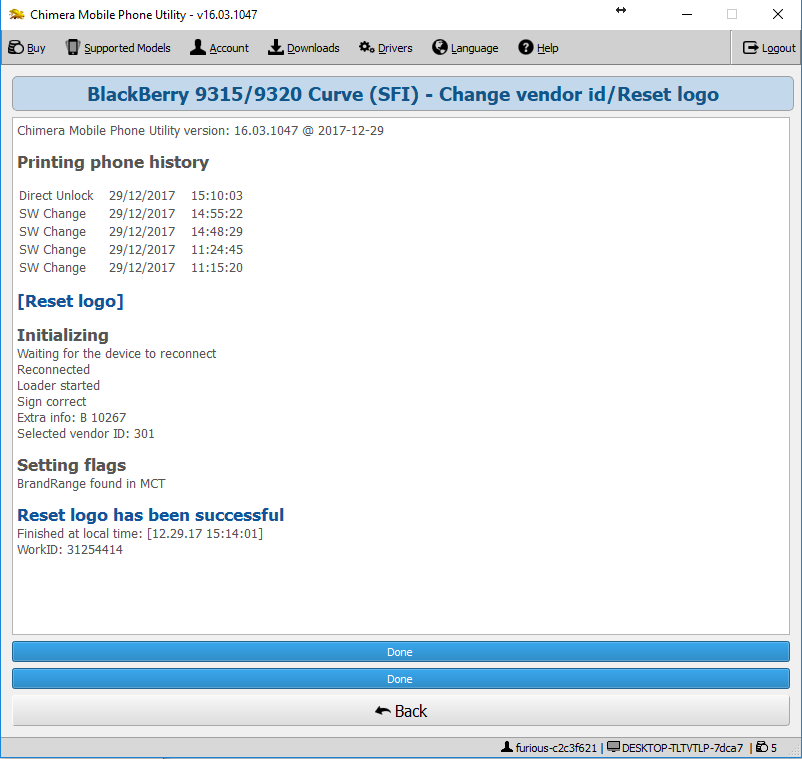 Chimera Mobile Phone Utility - v16.03.1047
Buy Supported Models Account Downloads Drivers Language Help Logout
BlackBerry 9315/9320 Curve (SFI) - Change vendor id/Reset logo
Chimera Mobile Phone Utility version: 16.03.1047 @ 2017-12-29
Printing phone history
Direct Unlock 29/12/2017 15:10:03
SW Change 29/12/2017 14:55:22
SW Change 29/12/2017 14:48:29
SW Change 29/12/2017 11:24:45
SW Change 29/12/2017 11:15:20
[Reset logo]
Initializing
Waiting for the device to reconnect
Reconnected
Loader started
Sign correct
Extra info: B 10267
Selected vendor ID: 301
Setting flags
BrandRange found in MCT
Reset logo has been successful
Finished at local time: [12.29.17 15:14:01]
WorkID: 31254414
Done
Done
Back
furious-c2c3f621 | DESKTOP-TLTVTLP-7dca7 | 5